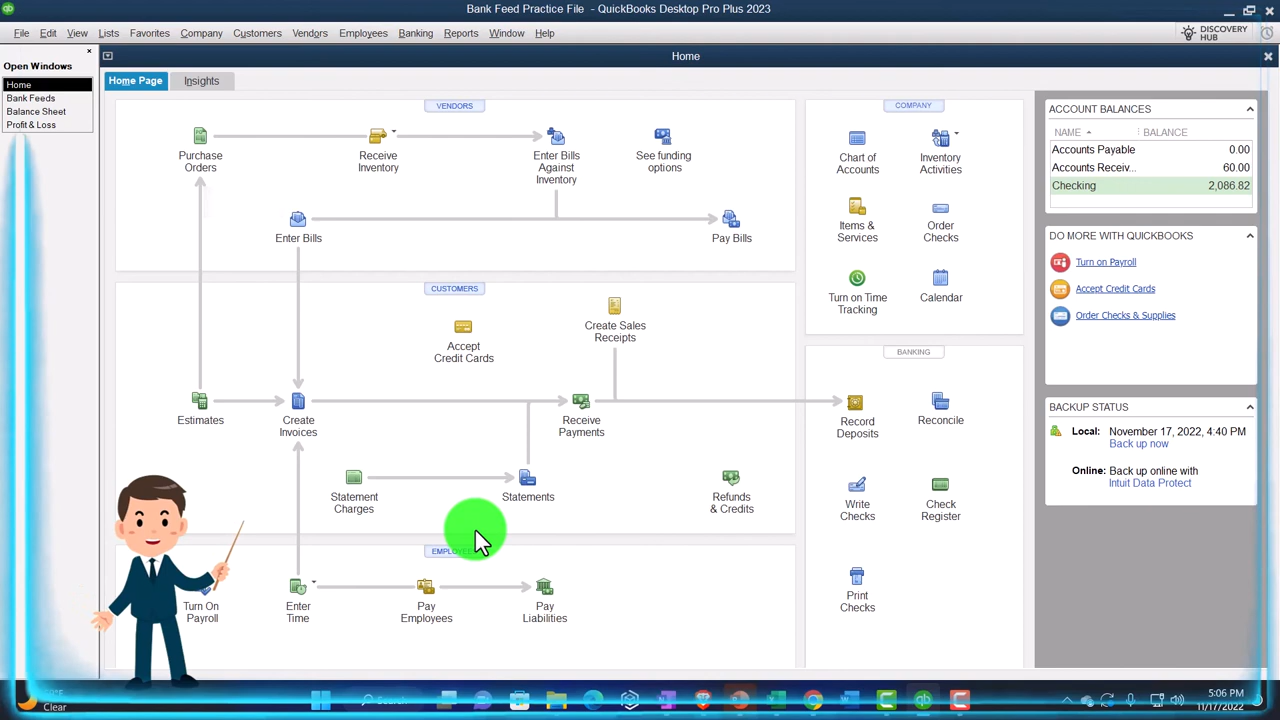 Bank Feed Practice File - QuickBooks Desktop Pro Plus 2023
File Edit View Lists Favorites Company Customers Vendors Employees Banking Reports Window Help
DISCOVERY
HUB
Open Windows
Home
Bank Feeds
Balance Sheet
Profit & Loss
Home
Home Page Insights
VENDORS
Purchase
Orders
Receive
Inventory
Enter Bills
Against
Inventory
See funding
options
Enter Bills
Pay Bills
CUSTOMERS
Create Sales
Receipts
Accept
Credit Cards
Estimates
Create
Invoices
Receive
Payments
Statement
Charges
Statements
Refunds
& Credits
Turn On
Payroll
Enter
Time
Pay
Employees
Pay
Liabilities
COMPANY
Chart of
Accounts
Inventory
Activities
Items &
Services
Order
Checks
Turn on Time
Tracking
Calendar
BANKING
Record
Deposits
Reconcile
Write
Checks
Check
Register
Print
Checks
ACCOUNT BALANCES
NAME BALANCE
Accounts Payable 0.00
Accounts Receiv... 60.00
Checking 2,086.82
DO MORE WITH QUICKBOOKS
Turn on Payroll
Accept Credit Cards
Order Checks & Supplies
BACKUP STATUS
Local: November 17, 2022, 4:40 PM
Back up now
Online: Back up online with
Intuit Data Protect
Clear
Search
5:06 PM
11/17/2022